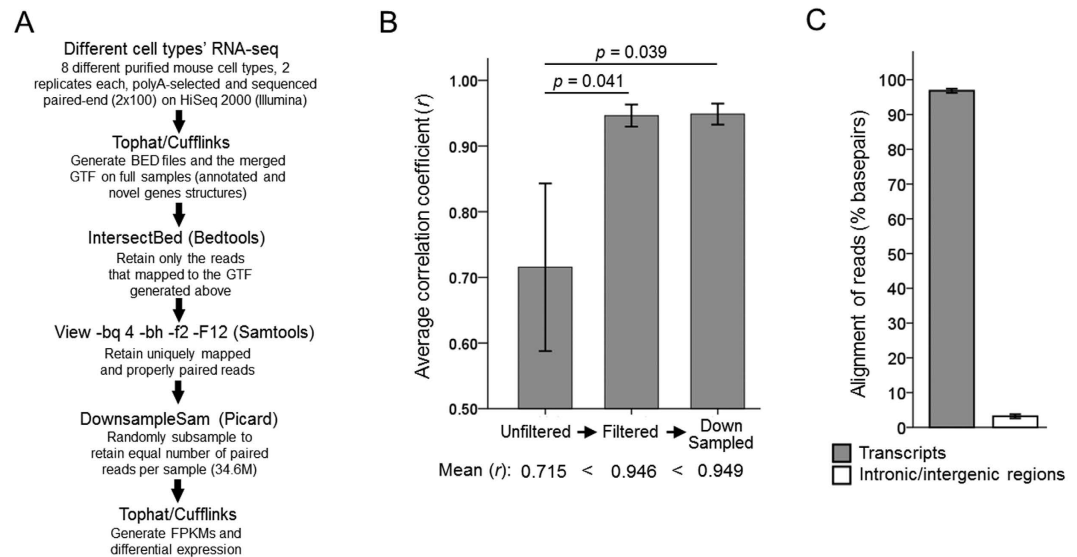 A
Different cell types' RNA-seq
8 different purified mouse cell types, 2
replicates each, polyA-selected and sequenced
paired-end (2x100) on HiSeq 2000 (Illumina)
Tophat/Cufflinks
Generate BED files and the merged
GTF on full samples (annotated and
novel genes structures)
IntersectBed (Bedtools)
Retain only the reads
that mapped to the GTF
generated above
View -bq 4 -bh -f2 -F12 (Samtools)
Retain uniquely mapped
and properly paired reads
DownsampleSam (Picard)
Randomly subsample to
retain equal number of paired
reads per sample (34.6M)
Tophat/Cufflinks
Generate FPKMs and
differential expression
B
p = 0.039
p = 0.041
Average correlation coefficient (r)
1.00
0.90
0.80
0.70
0.60
0.50
Unfiltered Filtered Down
Sampled
Mean (r): 0.715 < 0.946 < 0.949
C
Alignment of reads (% basepairs)
100
90
80
70
60
50
40
30
20
10
0
Transcripts
Intronic/intergenic regions